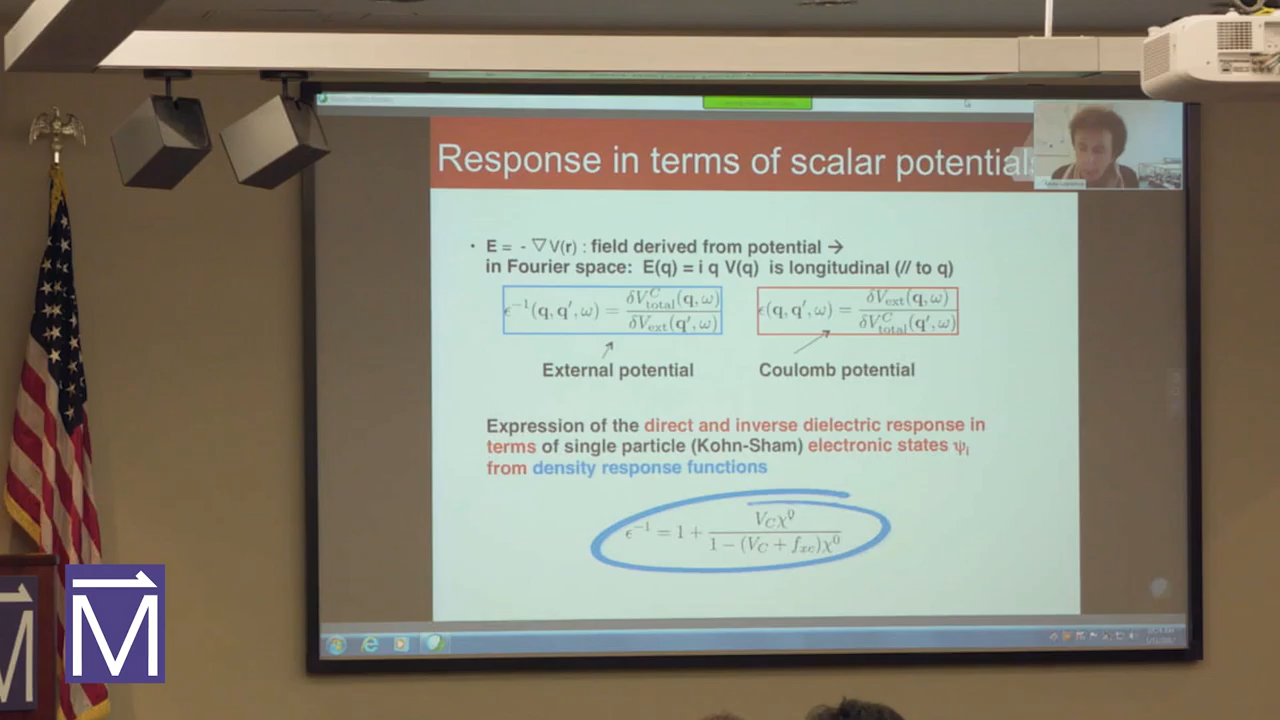 Response in terms of scalar potential
· E = - ▽V(r) : field derived from potential →
in Fourier space: E(q) = i q V(q) is longitudinal (// to q)
ϵ⁻¹(q, q′, ω) = δV^C_total(q, ω) / δV_ext(q′, ω)
ϵ(q, q′, ω) = δV_ext(q, ω) / δV^C_total(q′, ω)
External potential
Coulomb potential
Expression of the direct and inverse dielectric response in
terms of single particle (Kohn-Sham) electronic states ψᵢ
from density response functions
ϵ⁻¹ = 1 + V_C χ⁰ / 1 − (V_C + f_xc)χ⁰
M
M